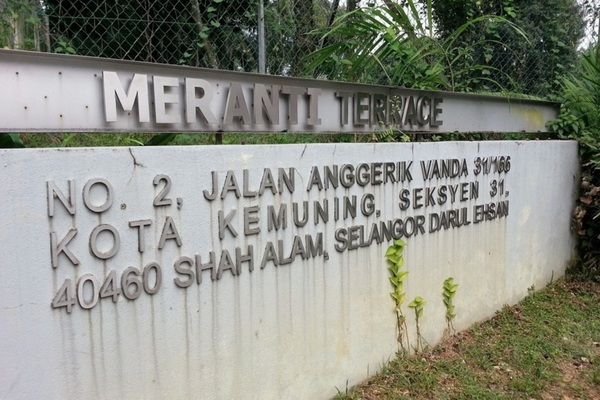 MERANTI TERRACE
NO. 2, JALAN ANGGERIK VANDA 31/166
KOTA KEMUNING, SEKSYEN 31,
40460 SHAH ALAM, SELANGOR DARUL EHSAN